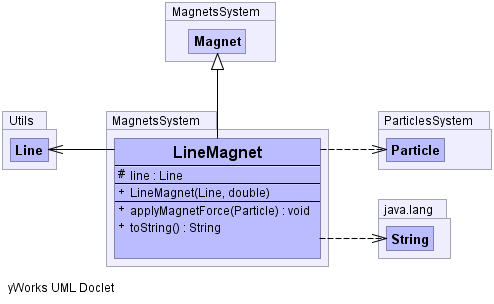 MagnetsSystem
Magnet
Utils
Line
MagnetsSystem
LineMagnet
# line : Line
+ LineMagnet(Line, double)
+ applyMagnetForce(Particle) : void
+ toString() : String
ParticlesSystem
Particle
java.lang
String
yWorks UML Doclet